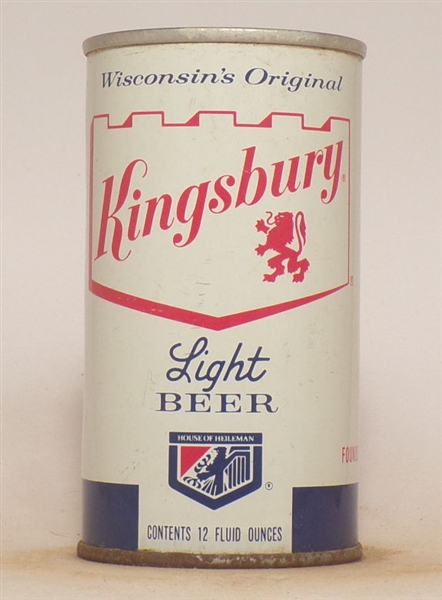 Wisconsin's Original
Kingsbury®
®
Light
BEER
HOUSE OF HEILEMAN
®
CONTENTS 12 FLUID OUNCES